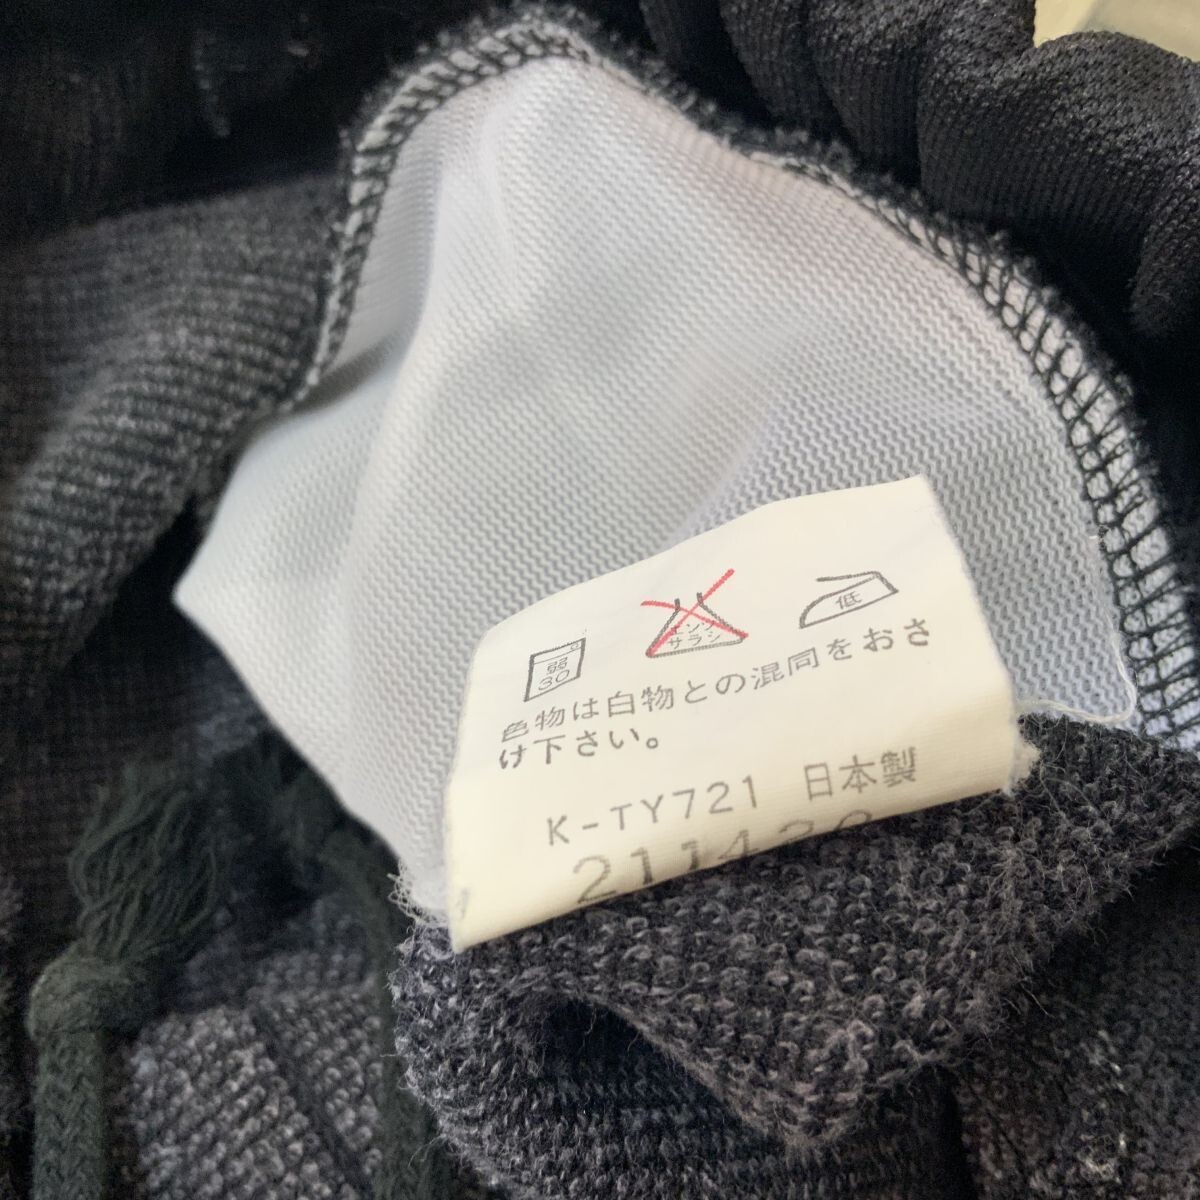 弱
30
エンソ
サラシ
低
色物は白物との混同をおさ
け下さい。
K-TY721 日本製